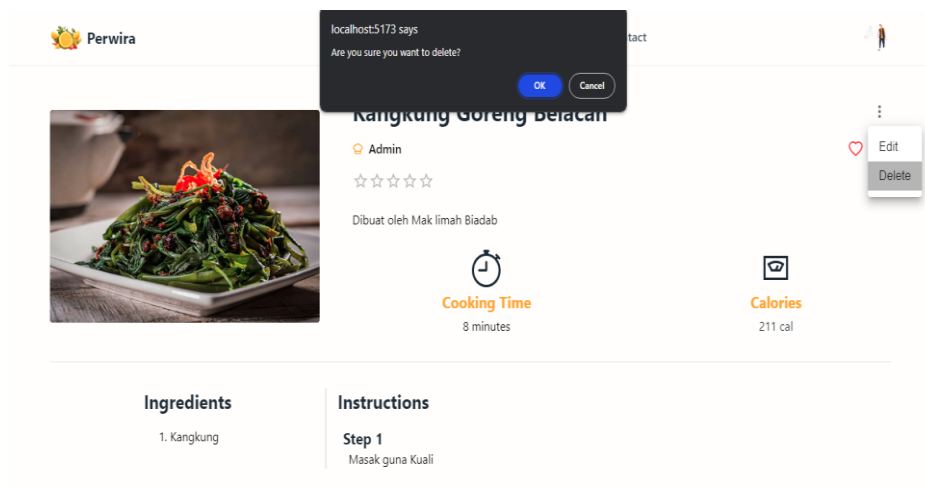 Perwira
localhost:5173 says
Are you sure you want to delete?
OK
Cancel
tact
Kangkung Goreng Belacan
Admin
Edit
Delete
Dibuat oleh Mak limah Biadab
Cooking Time
8 minutes
Calories
211 cal
Ingredients
1. Kangkung
Instructions
Step 1
Masak guna Kuali